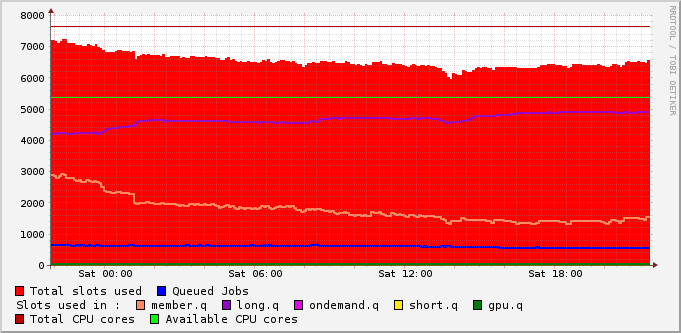 8000
7000
6000
5000
4000
3000
2000
1000
0
Sat 00:00 Sat 06:00 Sat 12:00 Sat 18:00
RRDTOOL / TOBI OETIKER
Total slots used Queued Jobs
Slots used in : member.q long.q ondemand.q short.q gpu.q
Total CPU cores Available CPU cores